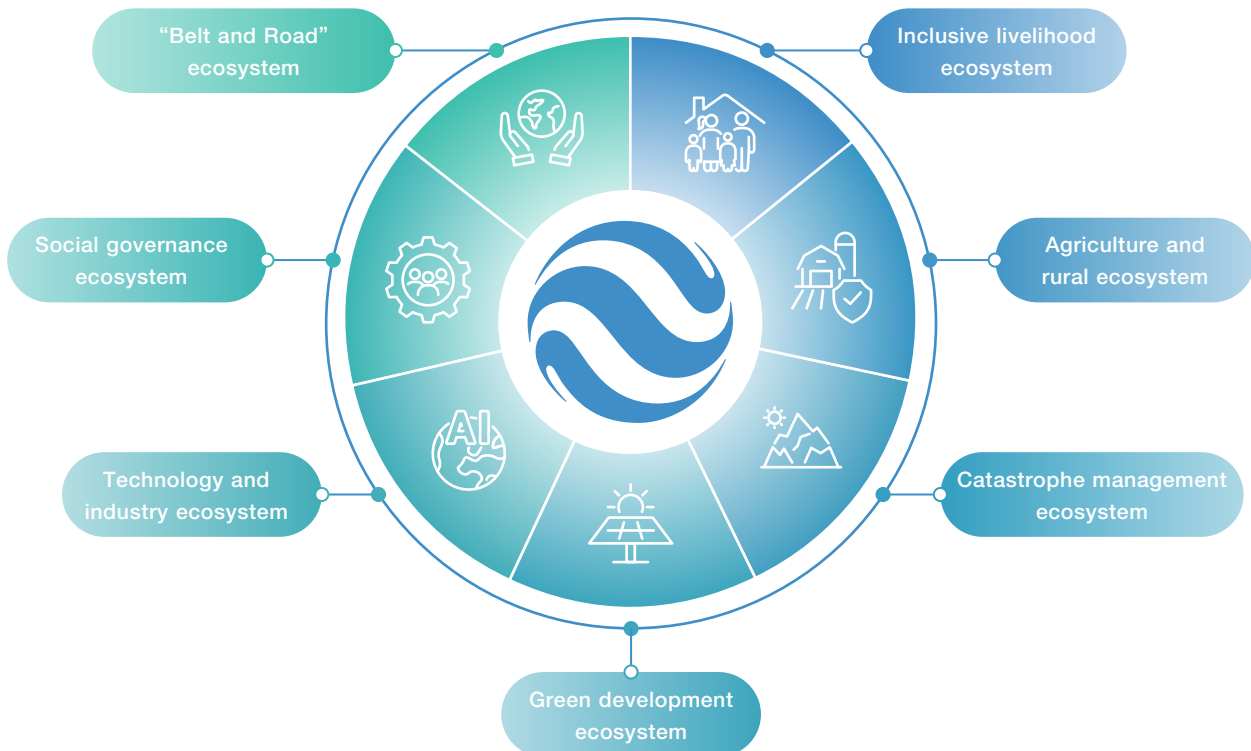 “Belt and Road”
ecosystem
Inclusive livelihood
ecosystem
Social governance
ecosystem
Agriculture and
rural ecosystem
AI
Technology and
industry ecosystem
Catastrophe management
ecosystem
Green development
ecosystem